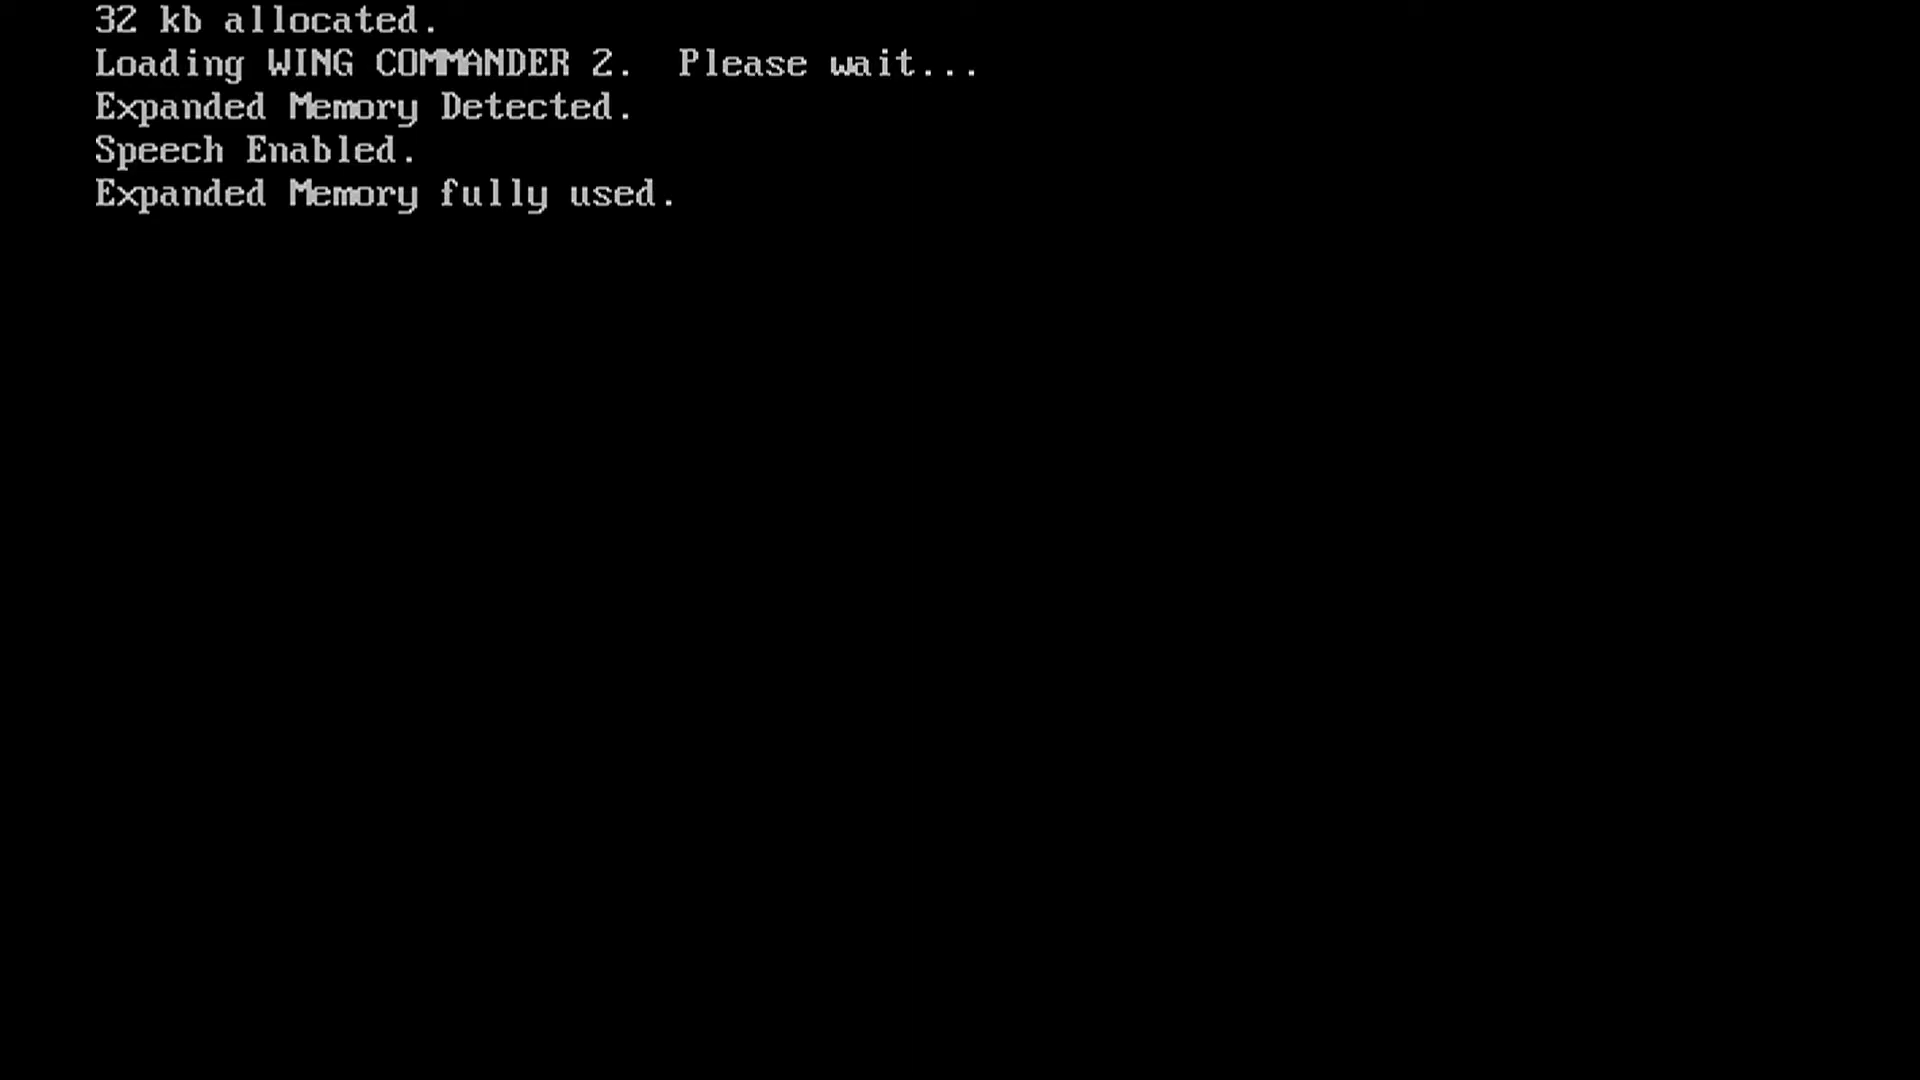 32 kb allocated.
Loading WING COMMANDER 2.  Please wait...
Expanded Memory Detected.
Speech Enabled.
Expanded Memory fully used.